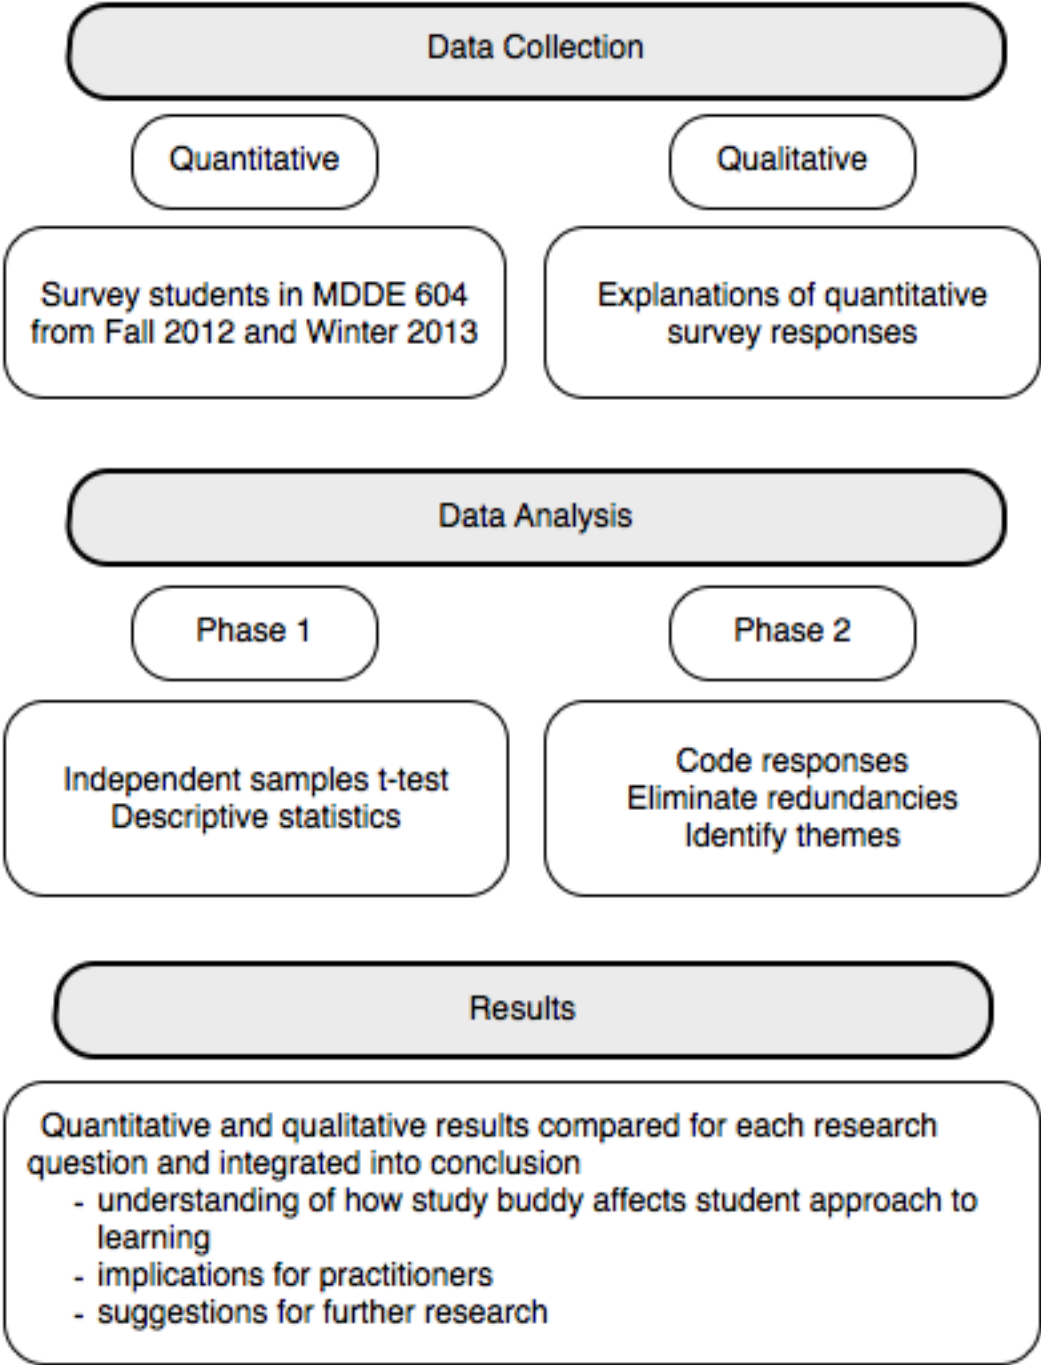 Data Collection
Quantitative
Qualitative
Survey students in MDDE 604
from Fall 2012 and Winter 2013
Explanations of quantitative
survey responses
Data Analysis
Phase 1
Phase 2
Independent samples t-test
Descriptive statistics
Code responses
Eliminate redundancies
Identify themes
Results
Quantitative and qualitative results compared for each research
question and integrated into conclusion
- understanding of how study buddy affects student approach to
learning
- implications for practitioners
- suggestions for further research